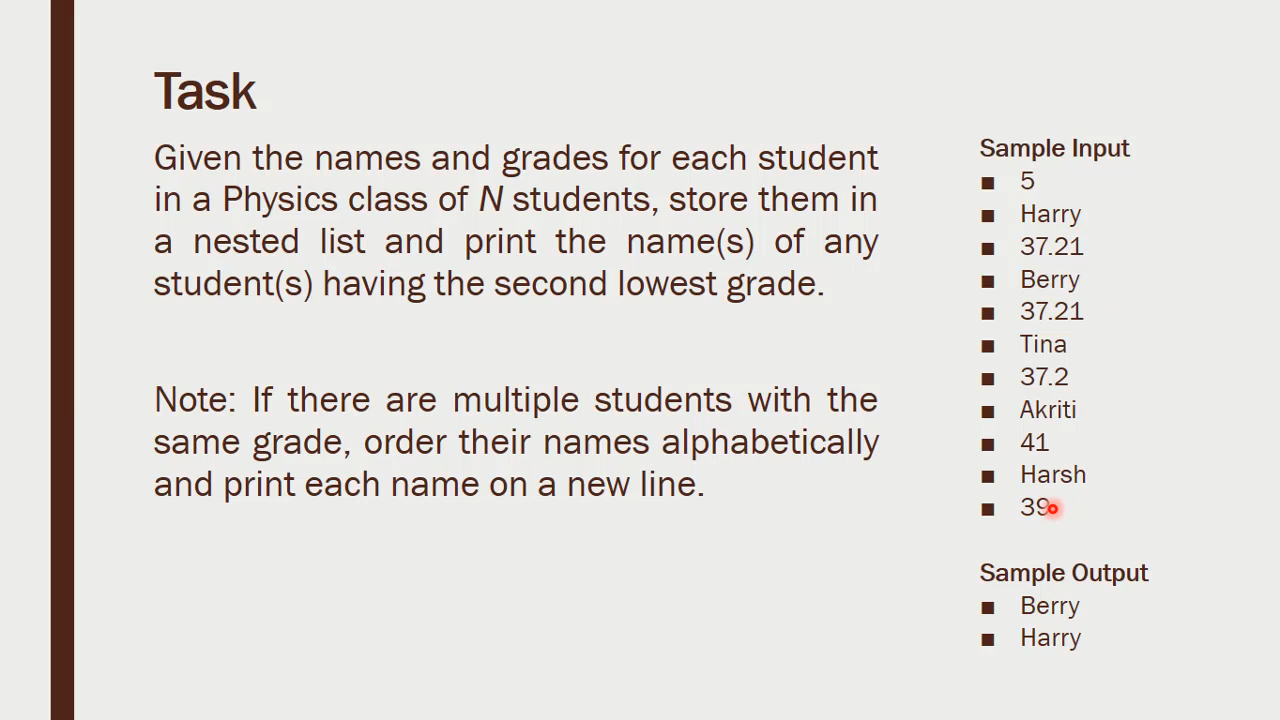 Task
Given the names and grades for each student
in a Physics class of N students, store them in
a nested list and print the name(s) of any
student(s) having the second lowest grade.
Note: If there are multiple students with the
same grade, order their names alphabetically
and print each name on a new line.
Sample Input
■ 5
■ Harry
■ 37.21
■ Berry
■ 37.21
■ Tina
■ 37.2
■ Akriti
■ 41
■ Harsh
■ 39
Sample Output
■ Berry
■ Harry